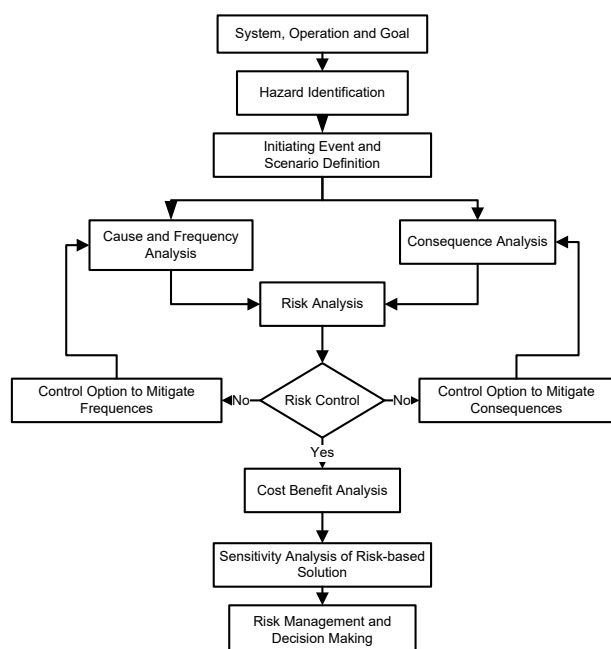 System, Operation and Goal
Hazard Identification
Initiating Event and
Scenario Definition
Cause and Frequency
Analysis
Consequence Analysis
Risk Analysis
Control Option to Mitigate
Frequences
No
Risk Control
No
Control Option to Mitigate
Consequences
Yes
Cost Benefit Analysis
Sensitivity Analysis of Risk-based
Solution
Risk Management and
Decision Making